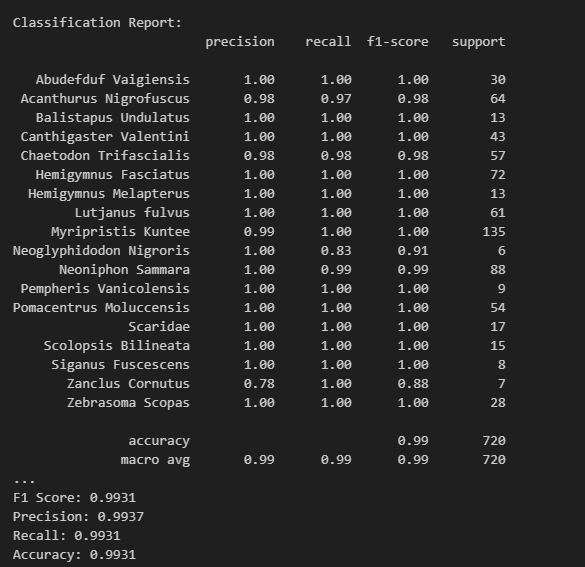 Classification Report:
precision recall f1-score support
Abudefduf Vaigiensis 1.00 1.00 1.00 30
Acanthurus Nigrofuscus 0.98 0.97 0.98 64
Balistapus Undulatus 1.00 1.00 1.00 13
Canthigaster Valentini 1.00 1.00 1.00 43
Chaetodon Trifascialis 0.98 0.98 0.98 57
Hemigymnus Fasciatus 1.00 1.00 1.00 72
Hemigymnus Melapterus 1.00 1.00 1.00 13
Lutjanus fulvus 1.00 1.00 1.00 61
Myripristis Kuntee 0.99 1.00 1.00 135
Neoglyphidodon Nigroris 1.00 0.83 0.91 6
Neoniphon Sammara 1.00 0.99 0.99 88
Pempheris Vanicolensis 1.00 1.00 1.00 9
Pomacentrus Moluccensis 1.00 1.00 1.00 54
Scaridae 1.00 1.00 1.00 17
Scolopsis Bilineata 1.00 1.00 1.00 15
Siganus Fuscescens 1.00 1.00 1.00 8
Zanclus Cornutus 0.78 1.00 0.88 7
Zebrasoma Scopas 1.00 1.00 1.00 28
accuracy 0.99 720
macro avg 0.99 0.99 0.99 720
...
F1 Score: 0.9931
Precision: 0.9937
Recall: 0.9931
Accuracy: 0.9931